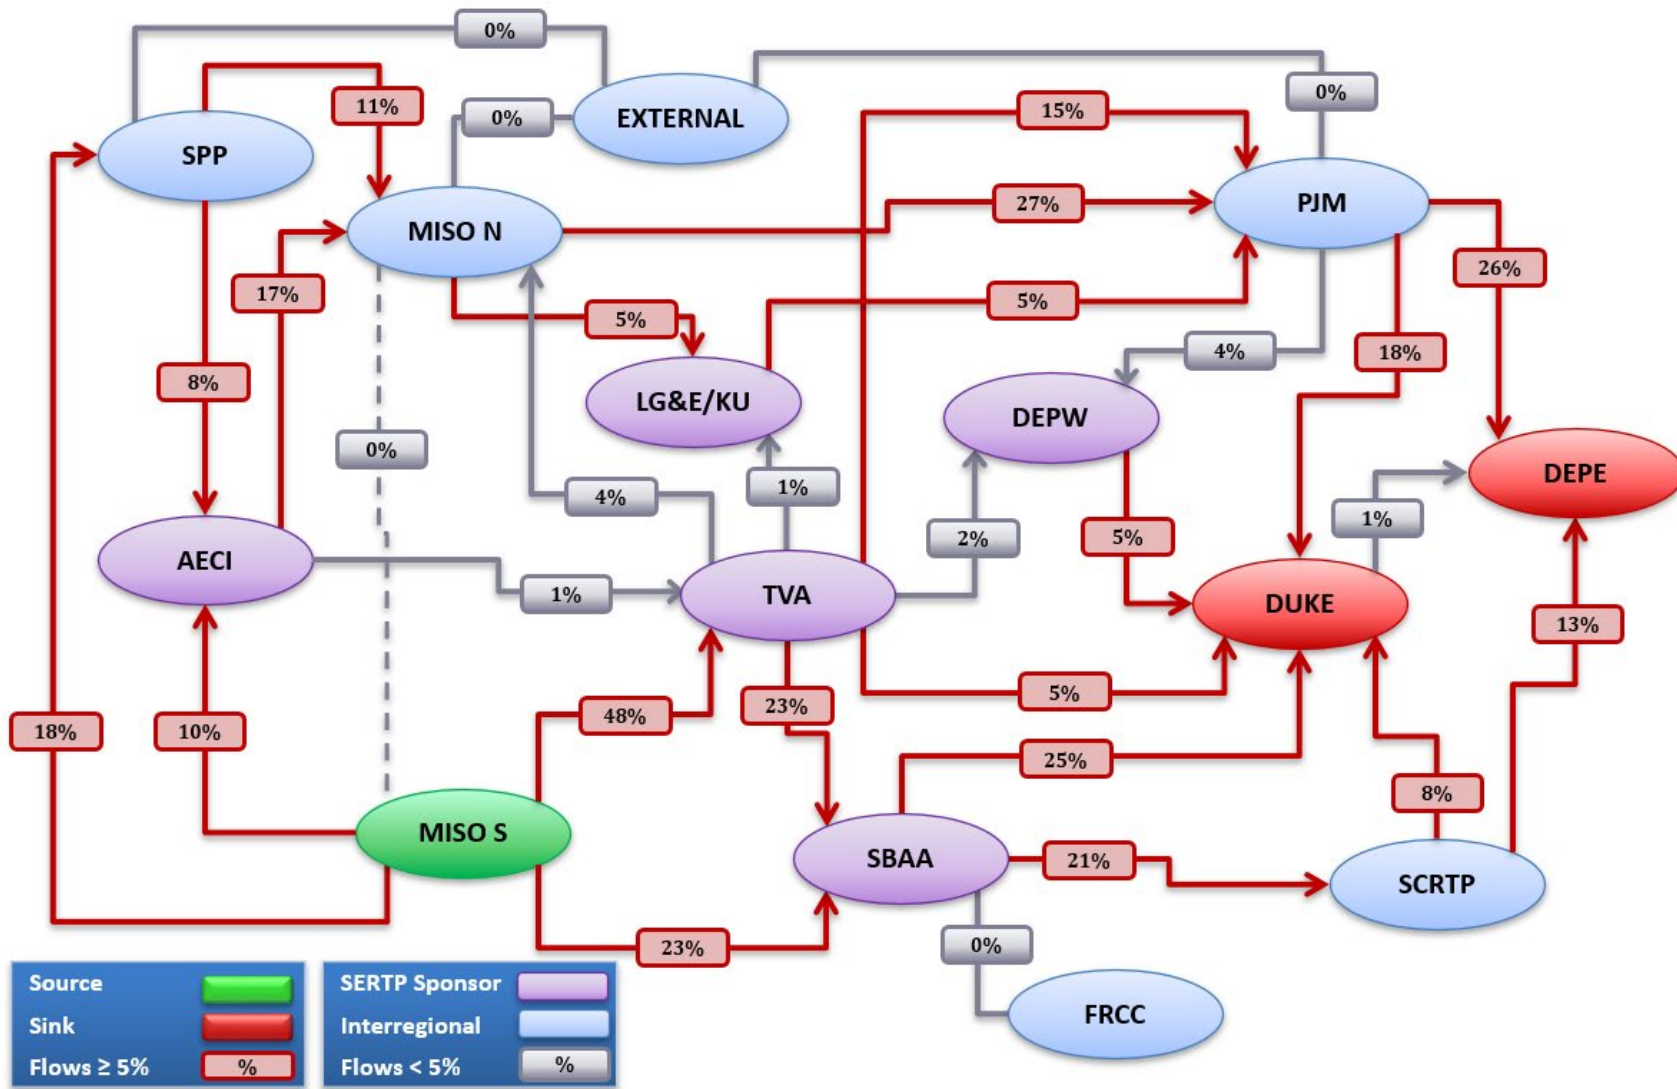 0%
0%
11%
EXTERNAL
0%
15%
SPP
27%
PJM
MISO N
26%
17%
5%
5%
4%
18%
8%
LG&E/KU
DEPW
0%
DEPE
4%
1%
1%
2%
5%
AECI
1%
TVA
DUKE
13%
18%
10%
48%
23%
5%
25%
8%
MISO S
SBAA
21%
SCRTP
23%
0%
FRCC
Source
Sink
Flows ≥ 5%
%
SERTP Sponsor
Interregional
Flows < 5%
%